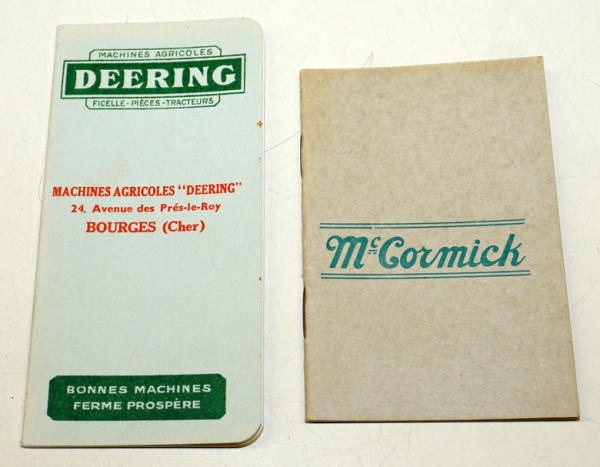 MACHINES AGRICOLES
DEERING
FICELLE - PIÈCES - TRACTEURS
MACHINES AGRICOLES "DEERING"
24, Avenue des Prés-le-Roy
BOURGES (Cher)
BONNES MACHINES
FERME PROSPÈRE
McCormick